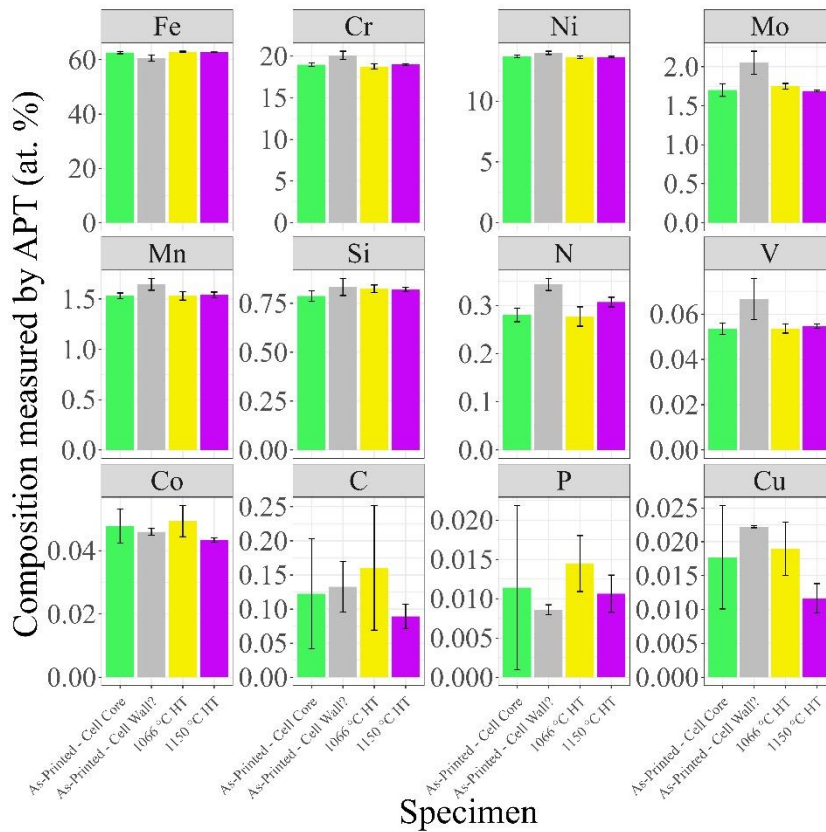 Composition measured by APT (at. %)
Fe Cr Ni Mo
60 20 10 2.0
40 15 5 1.5
20 10 0 1.0
0 5 0.5
0 0.0
Mn Si N V
1.5 0.75 0.3 0.06
1.0 0.50 0.2 0.04
0.5 0.25 0.1 0.02
0.0 0.00 0.0 0.00
Co C P Cu
0.04 0.25 0.020 0.025
0.02 0.20 0.015 0.020
0.00 0.15 0.010 0.015
0.10 0.005 0.010
0.05 0.000 0.005
0.00 0.000
As-Printed - Cell Core As-Printed - Cell Core As-Printed - Cell Core As-Printed - Cell Core
As-Printed - Cell Wall? As-Printed - Cell Wall? As-Printed - Cell Wall? As-Printed - Cell Wall?
1066 °C HT 1066 °C HT 1066 °C HT 1066 °C HT
1150 °C HT 1150 °C HT 1150 °C HT 1150 °C HT
Specimen